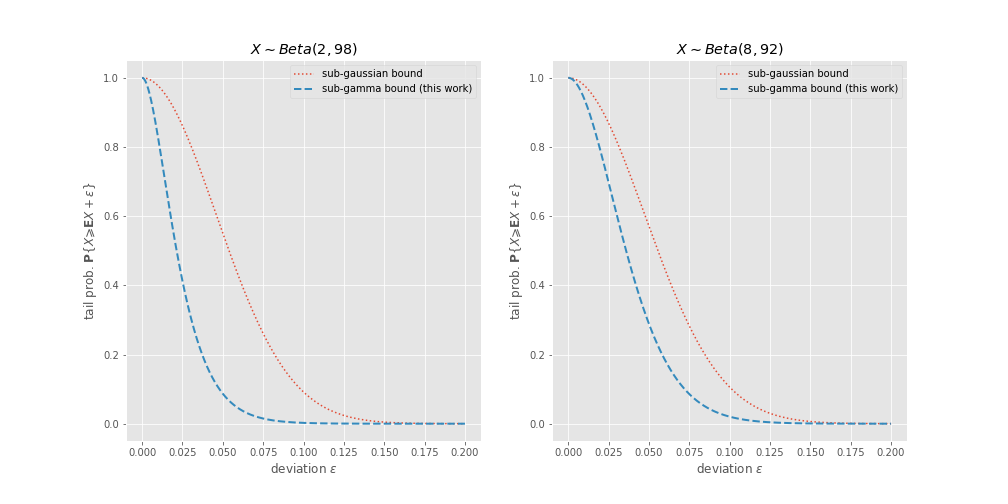 X ~ Beta(2, 98)
sub-gaussian bound
sub-gamma bound (this work)
tail prob. P{X⩾EX + ε}
1.0
0.8
0.6
0.4
0.2
0.0
0.000 0.025 0.050 0.075 0.100 0.125 0.150 0.175 0.200
deviation ε
X ~ Beta(8, 92)
sub-gaussian bound
sub-gamma bound (this work)
tail prob. P{X⩾EX + ε}
1.0
0.8
0.6
0.4
0.2
0.0
0.000 0.025 0.050 0.075 0.100 0.125 0.150 0.175 0.200
deviation ε